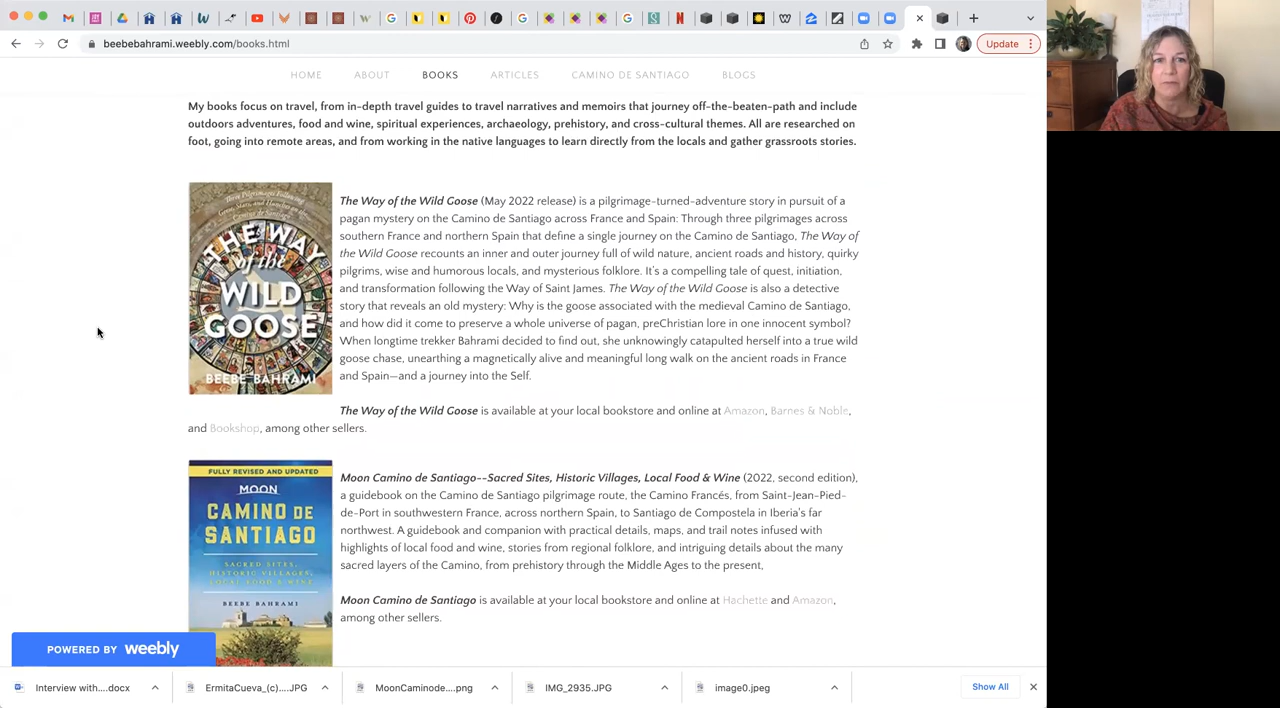 beebebahrami.weebly.com/books.html
Update
HOME ABOUT BOOKS ARTICLES CAMINO DE SANTIAGO BLOGS
My books focus on travel, from in-depth travel guides to travel narratives and memoirs that journey off-the-beaten-path and include
outdoors adventures, food and wine, spiritual experiences, archaeology, prehistory, and cross-cultural themes. All are researched on
foot, going into remote areas, and from working in the native languages to learn directly from the locals and gather grassroots stories.
Three Pilgrimages Following
THE WAY
of the
WILD
GOOSE
BEEBE BAHRAMI
The Way of the Wild Goose (May 2022 release) is a pilgrimage-turned-adventure story in pursuit of a
pagan mystery on the Camino de Santiago across France and Spain: Through three pilgrimages across
southern France and northern Spain that define a single journey on the Camino de Santiago, The Way of
the Wild Goose recounts an inner and outer journey full of wild nature, ancient roads and history, quirky
pilgrims, wise and humorous locals, and mysterious folklore. It's a compelling tale of quest, initiation,
and transformation following the Way of Saint James. The Way of the Wild Goose is also a detective
story that reveals an old mystery: Why is the goose associated with the medieval Camino de Santiago,
and how did it come to preserve a whole universe of pagan, preChristian lore in one innocent symbol?
When longtime trekker Bahrami decided to find out, she unknowingly catapulted herself into a true wild
goose chase, unearthing a magnetically alive and meaningful long walk on the ancient roads in France
and Spain—and a journey into the Self.
The Way of the Wild Goose is available at your local bookstore and online at Amazon, Barnes & Noble,
and Bookshop, among other sellers.
FULLY REVISED AND UPDATED
MOON
CAMINO DE
SANTIAGO
SACRED SITES,
HISTORIC VILLAGES,
LOCAL FOOD & WINE
BEEBE BAHRAMI
Moon Camino de Santiago--Sacred Sites, Historic Villages, Local Food & Wine (2022, second edition),
a guidebook on the Camino de Santiago pilgrimage route, the Camino Francés, from Saint-Jean-Pied-
de-Port in southwestern France, across northern Spain, to Santiago de Compostela in Iberia's far
northwest. A guidebook and companion with practical details, maps, and trail notes infused with
highlights of local food and wine, stories from regional folklore, and intriguing details about the many
sacred layers of the Camino, from prehistory through the Middle Ages to the present,
Moon Camino de Santiago is available at your local bookstore and online at Hachette and Amazon,
among other sellers.
POWERED BY weebly
Interview with....docx ErmitaCueva_(c)....JPG MoonCaminode....png IMG_2935.JPG image0.jpeg Show All